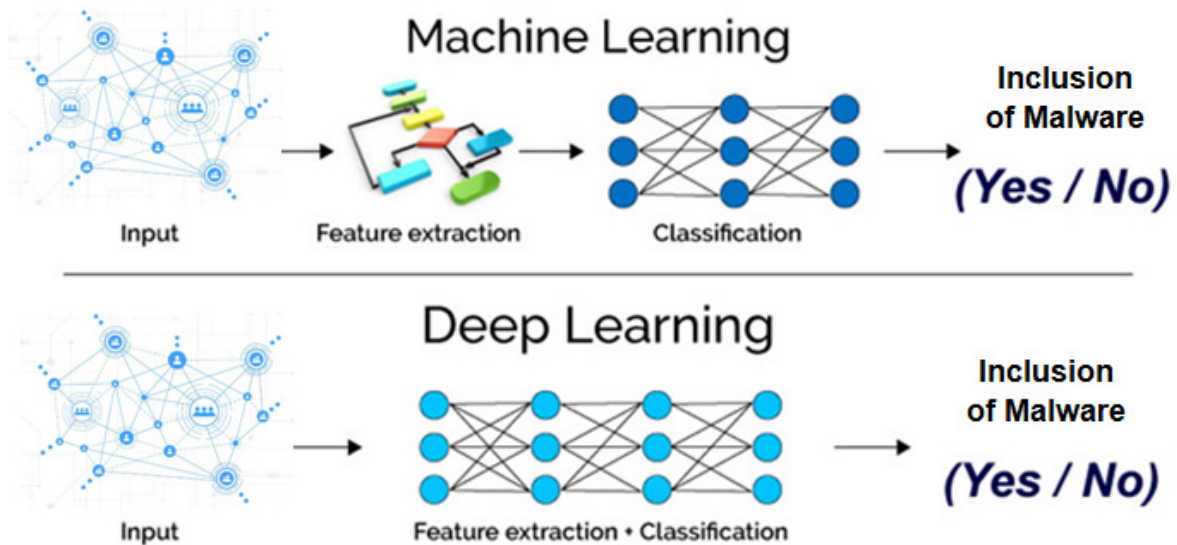 Machine Learning
Inclusion
of Malware
(Yes / No)
Input
Feature extraction
Classification
Deep Learning
Inclusion
of Malware
(Yes / No)
Input
Feature extraction + Classification